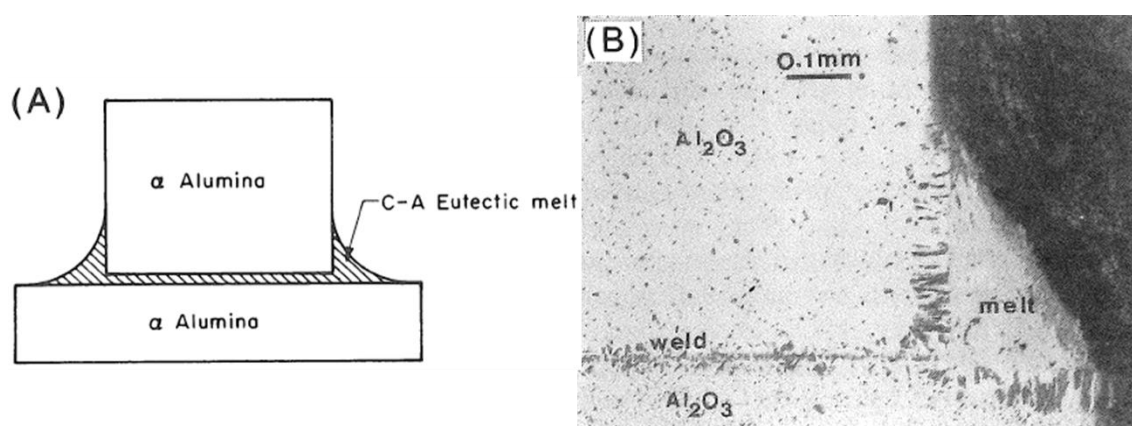 (A)
α Alumina
C-A Eutectic melt
α Alumina
(B)
0.1mm
Al₂O₃
melt
weld
Al₂O₃